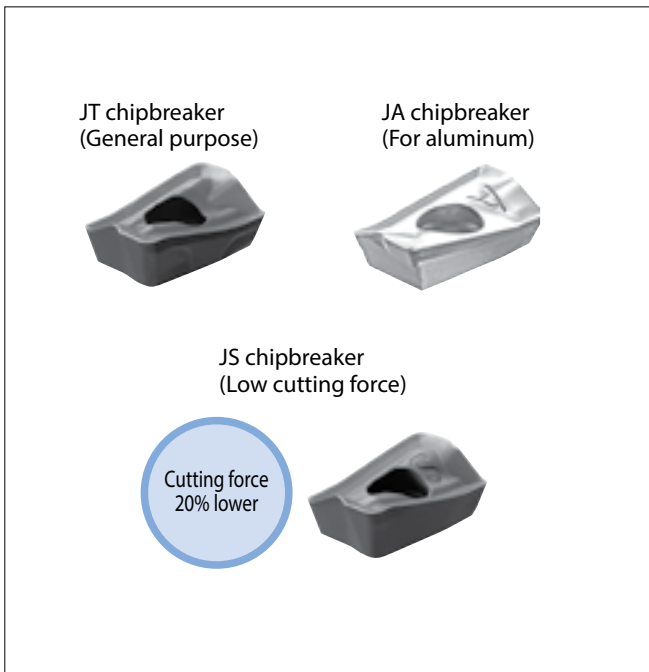 JT chipbreaker
(General purpose)
JA chipbreaker
(For aluminum)
JS chipbreaker
(Low cutting force)
Cutting force
20% lower